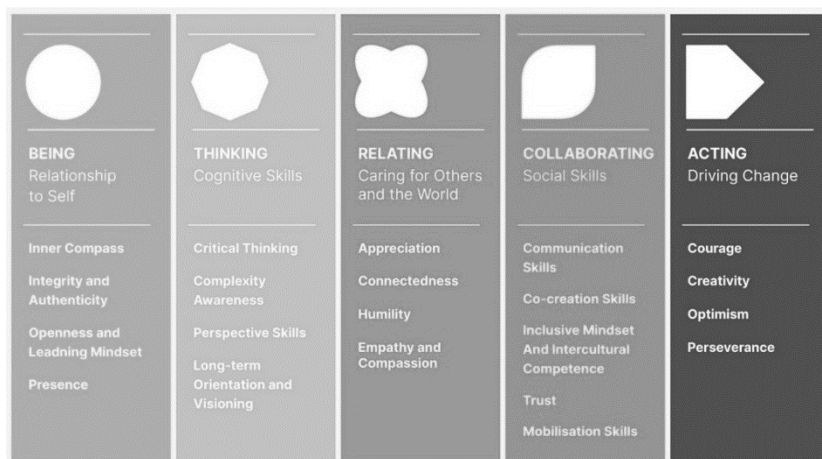 BEING
Relationship
to Self
Inner Compass
Integrity and
Authenticity
Openness and
Leadning Mindset
Presence
THINKING
Cognitive Skills
Critical Thinking
Complexity
Awareness
Perspective Skills
Long-term
Orientation and
Visioning
RELATING
Caring for Others
and the World
Appreciation
Connectedness
Humility
Empathy and
Compassion
COLLABORATING
Social Skills
Communication
Skills
Co-creation Skills
Inclusive Mindset
And Intercultural
Competence
Trust
Mobilisation Skills
ACTING
Driving Change
Courage
Creativity
Optimism
Perseverance